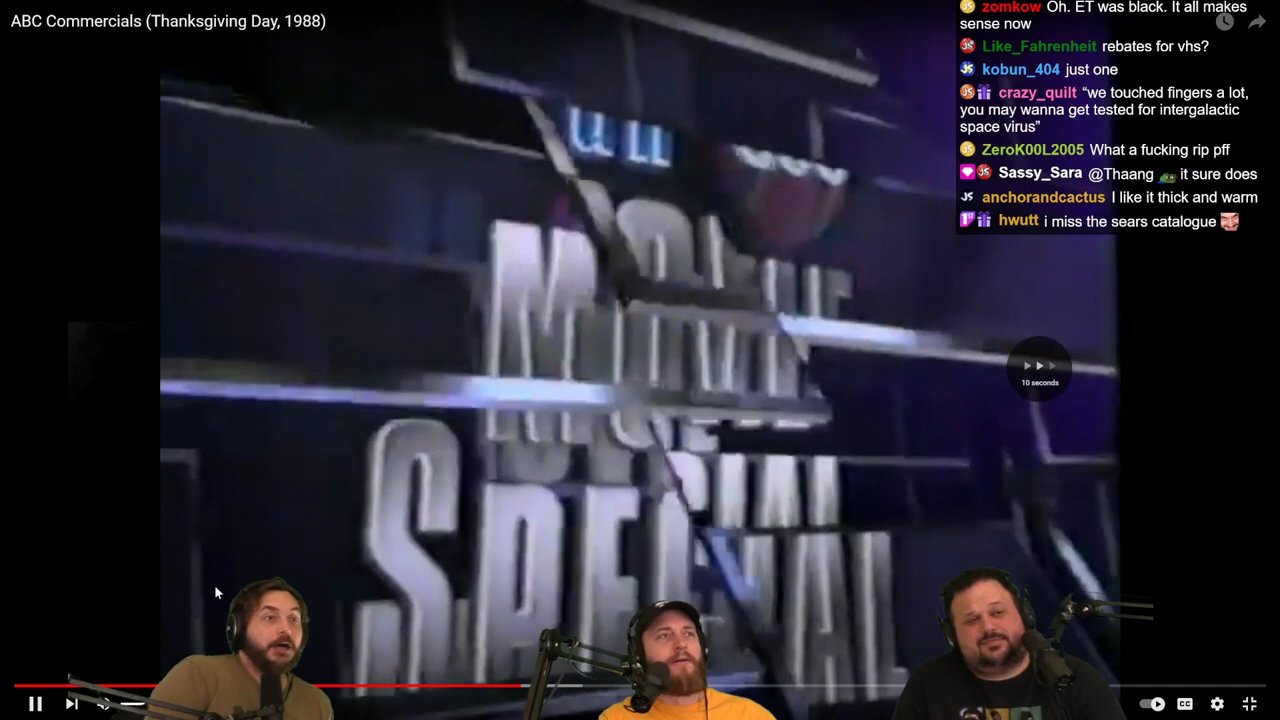 ABC Commercials (Thanksgiving Day, 1988)
zomkow Oh. ET was black. It all makes
sense now
Like_Fahrenheit rebates for vhs?
kobun_404 just one
crazy_quilt “we touched fingers a lot,
you may wanna get tested for intergalactic
space virus”
ZeroK00L2005 What a fucking rip pff
Sassy_Sara @Thaang it sure does
anchorandcactus I like it thick and warm
hwutt i miss the sears catalogue
MOVIE
SPECIAL
10 seconds
CC